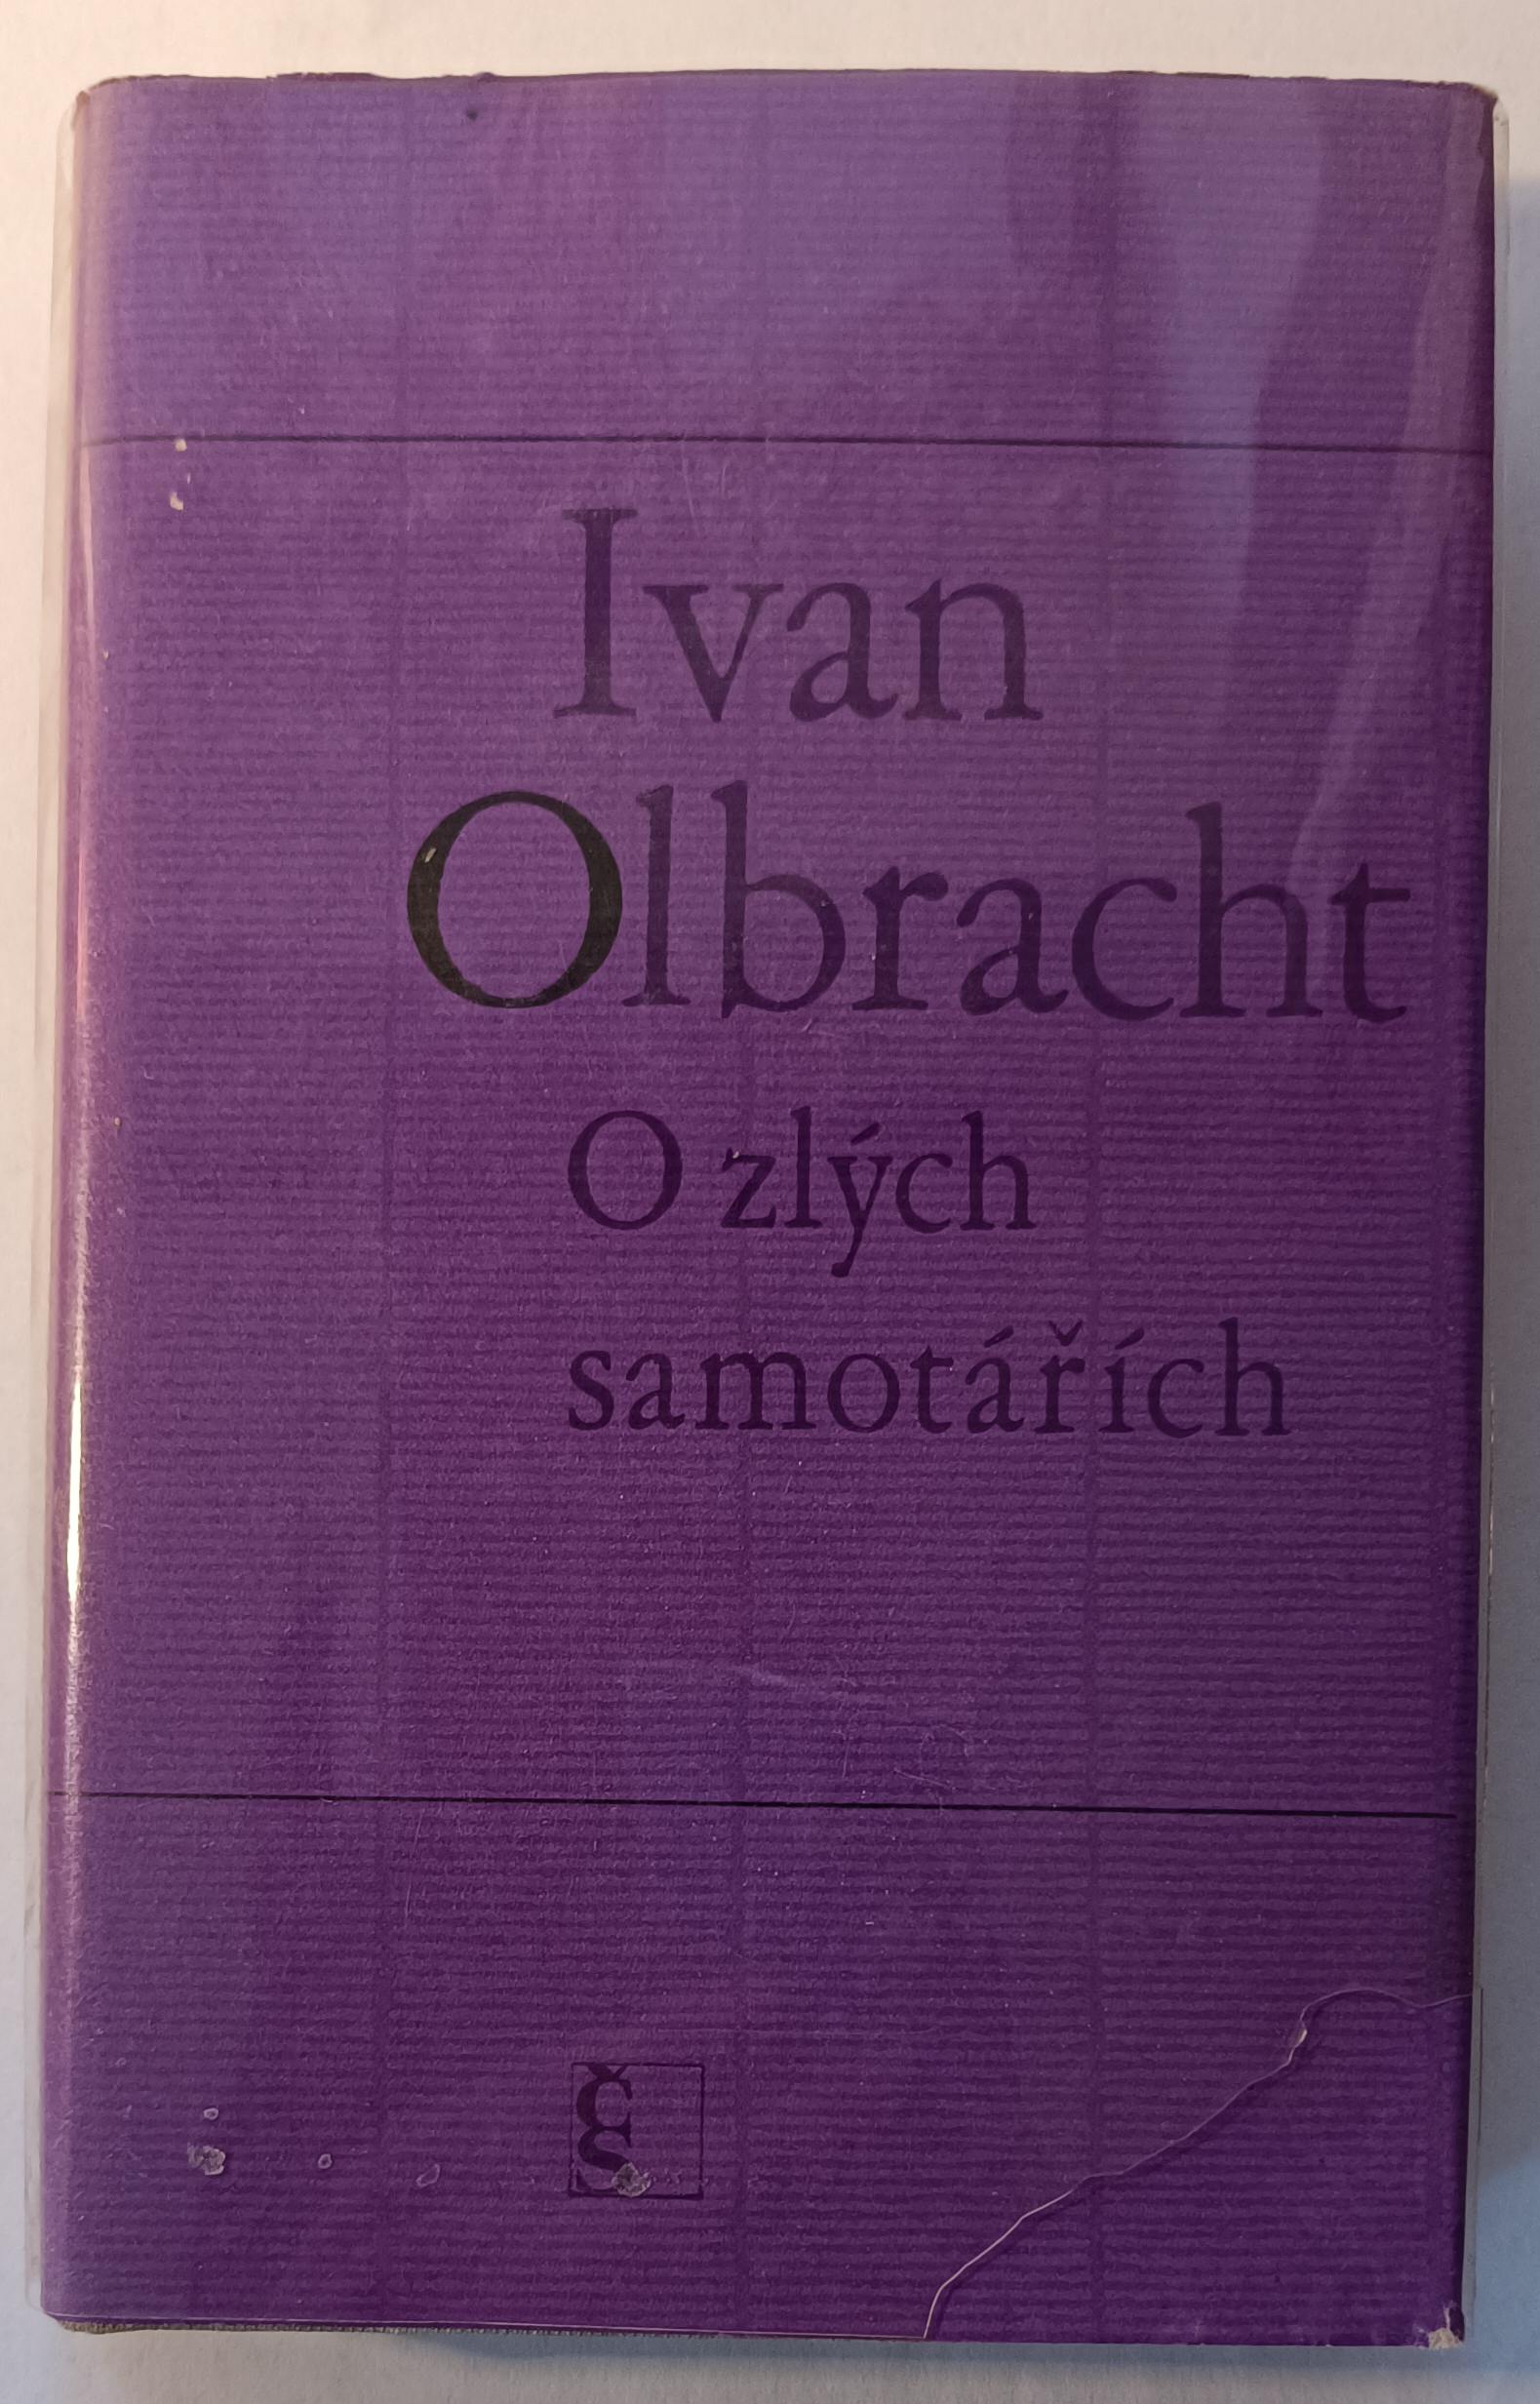 Ivan
Olbracht
O zlých
samotářích
Č
S